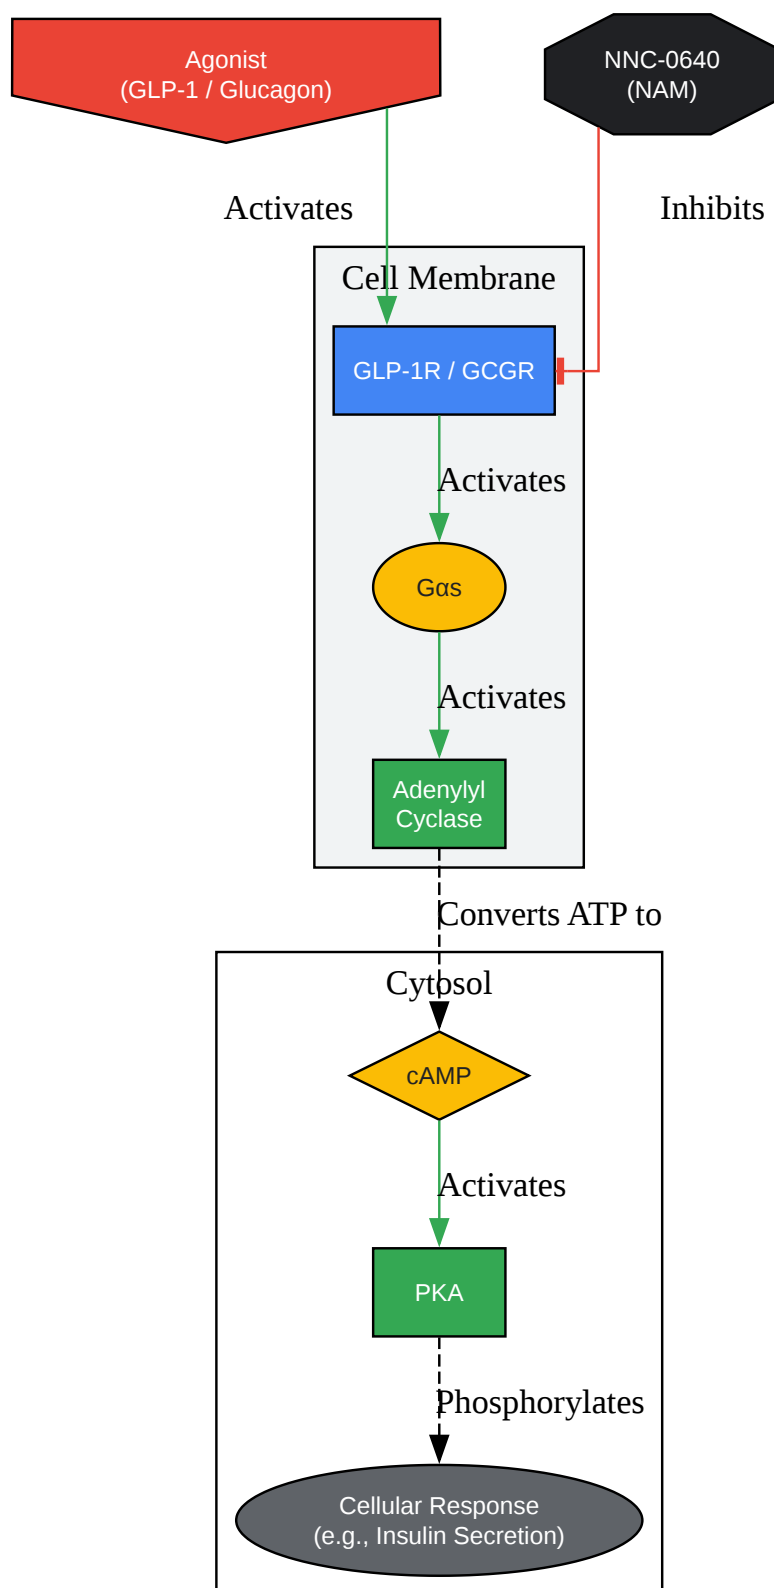 Agonist
(GLP-1 / Glucagon)
NNC-0640
(NAM)
Activates
Inhibits
Cell Membrane
GLP-1R / GCGR
Activates
Gαs
Activates
Adenylyl
Cyclase
Converts ATP to
Cytosol
cAMP
Activates
PKA
Phosphorylates
Cellular Response
(e.g., Insulin Secretion)